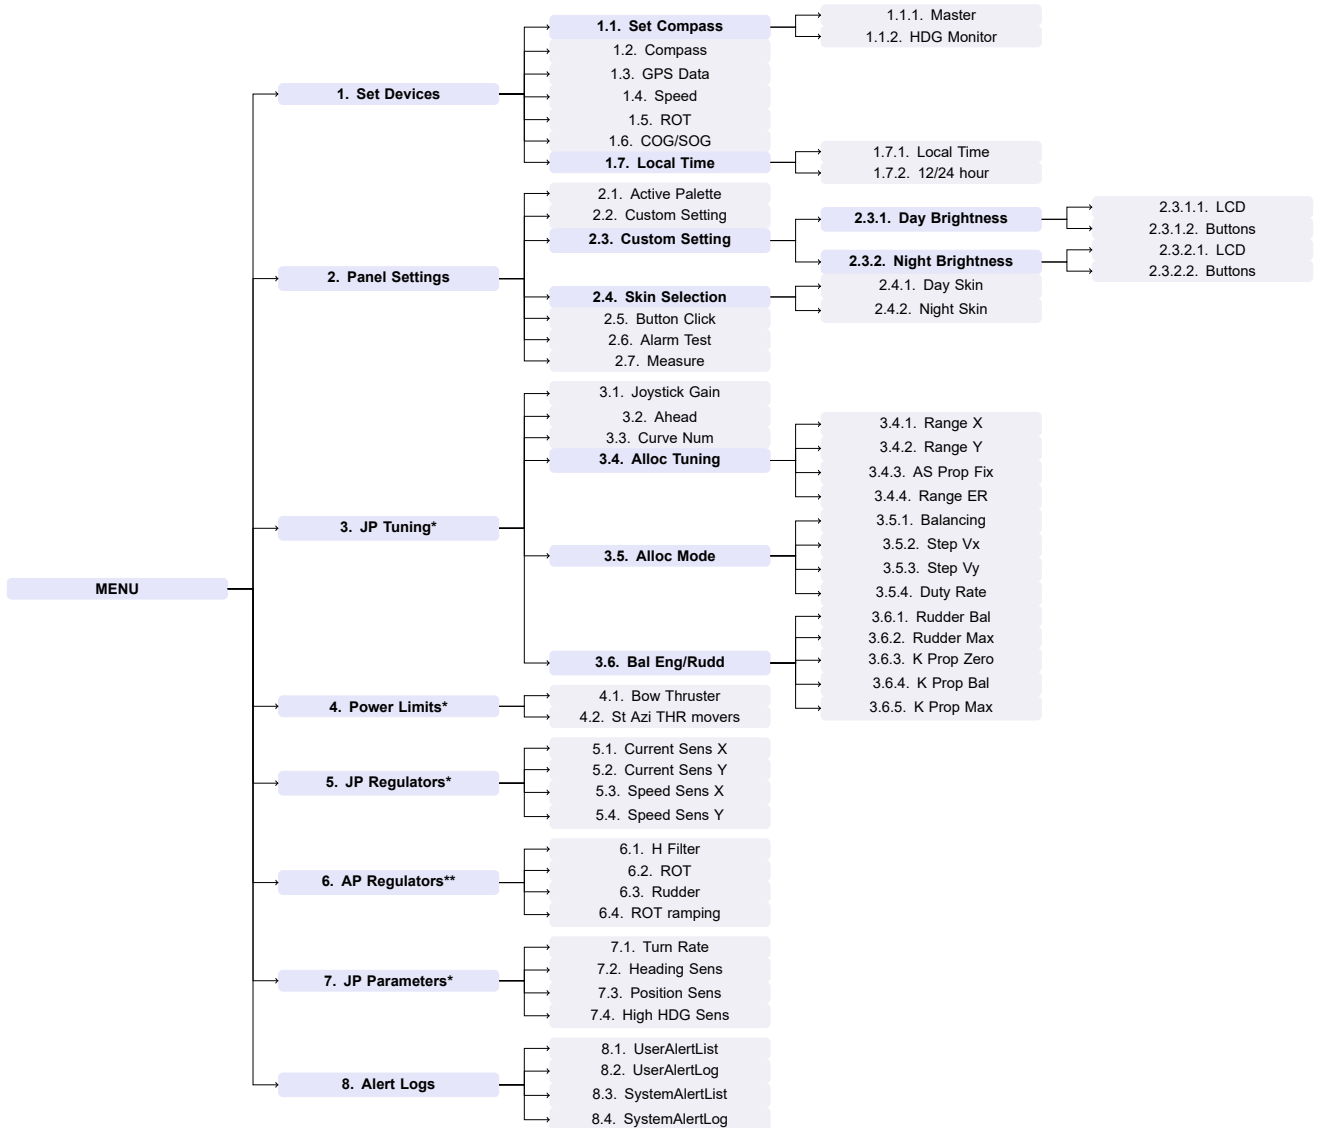 MENU
1. Set Devices
1.1. Set Compass
1.1.1. Master
1.1.2. HDG Monitor
1.2. Compass
1.3. GPS Data
1.4. Speed
1.5. ROT
1.6. COG/SOG
1.7. Local Time
1.7.1. Local Time
1.7.2. 12/24 hour
2. Panel Settings
2.1. Active Palette
2.2. Custom Setting
2.3. Custom Setting
2.3.1. Day Brightness
2.3.1.1. LCD
2.3.1.2. Buttons
2.3.2. Night Brightness
2.3.2.1. LCD
2.3.2.2. Buttons
2.4. Skin Selection
2.4.1. Day Skin
2.4.2. Night Skin
2.5. Button Click
2.6. Alarm Test
2.7. Measure
3. JP Tuning*
3.1. Joystick Gain
3.2. Ahead
3.3. Curve Num
3.4. Alloc Tuning
3.4.1. Range X
3.4.2. Range Y
3.4.3. AS Prop Fix
3.4.4. Range ER
3.5. Alloc Mode
3.5.1. Balancing
3.5.2. Step Vx
3.5.3. Step Vy
3.5.4. Duty Rate
3.6. Bal Eng/Rudd
3.6.1. Rudder Bal
3.6.2. Rudder Max
3.6.3. K Prop Zero
3.6.4. K Prop Bal
3.6.5. K Prop Max
4. Power Limits*
4.1. Bow Thruster
4.2. St Azi THR movers
5. JP Regulators*
5.1. Current Sens X
5.2. Current Sens Y
5.3. Speed Sens X
5.4. Speed Sens Y
6. AP Regulators**
6.1. H Filter
6.2. ROT
6.3. Rudder
6.4. ROT ramping
7. JP Parameters*
7.1. Turn Rate
7.2. Heading Sens
7.3. Position Sens
7.4. High HDG Sens
8. Alert Logs
8.1. UserAlertList
8.2. UserAlertLog
8.3. SystemAlertList
8.4. SystemAlertLog